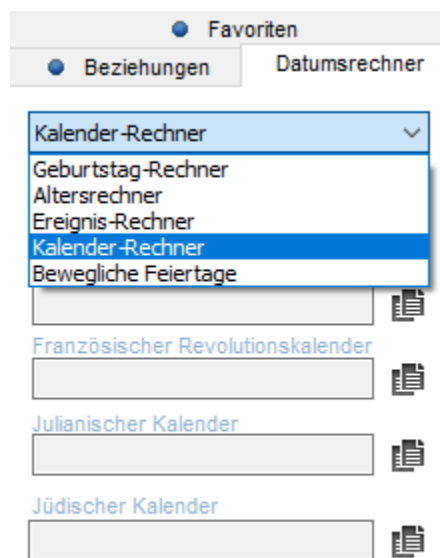 Favoriten
Beziehungen
Datumsrechner
Kalender-Rechner
Geburtstag-Rechner
Altersrechner
Ereignis-Rechner
Kalender-Rechner
Bewegliche Feiertage
Französischer Revolutionskalender
Julianischer Kalender
Jüdischer Kalender